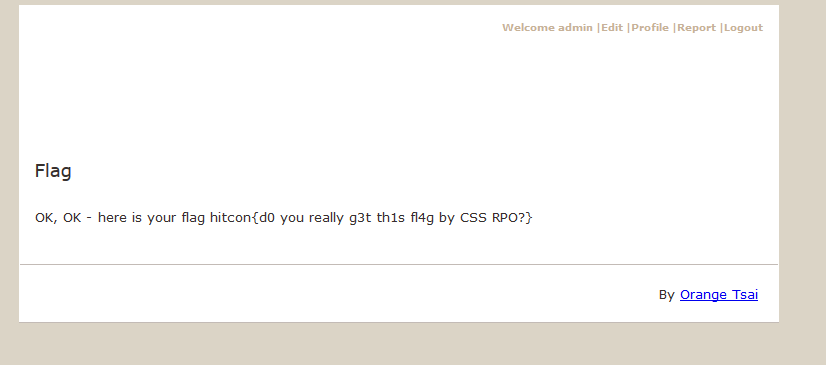 Welcome admin |Edit |Profile |Report |Logout
Flag
OK, OK - here is your flag hitcon{d0 you really g3t th1s fl4g by CSS RPO?}
By Orange Tsai